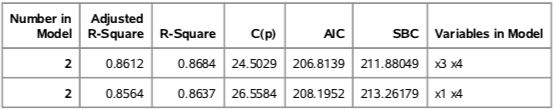 Number in Model Adjusted R-Square R-Square C(p) AIC SBC Variables in Model
2 0.8612 0.8684 24.5029 206.8139 211.88049 x3 x4
2 0.8564 0.8637 26.5584 208.1952 213.26179 x1 x4